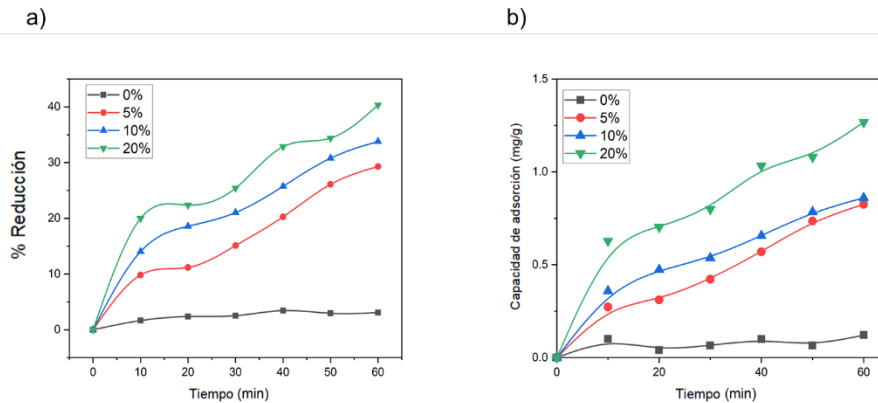 a)
b)
0%
5%
10%
20%
% Reducción
40
30
20
10
0
0 10 20 30 40 50 60
Tiempo (min)
0%
5%
10%
20%
Capacidad de adsorción (mg/g)
1.5
1.0
0.5
0.0
0 20 40 60
Tiempo (min)